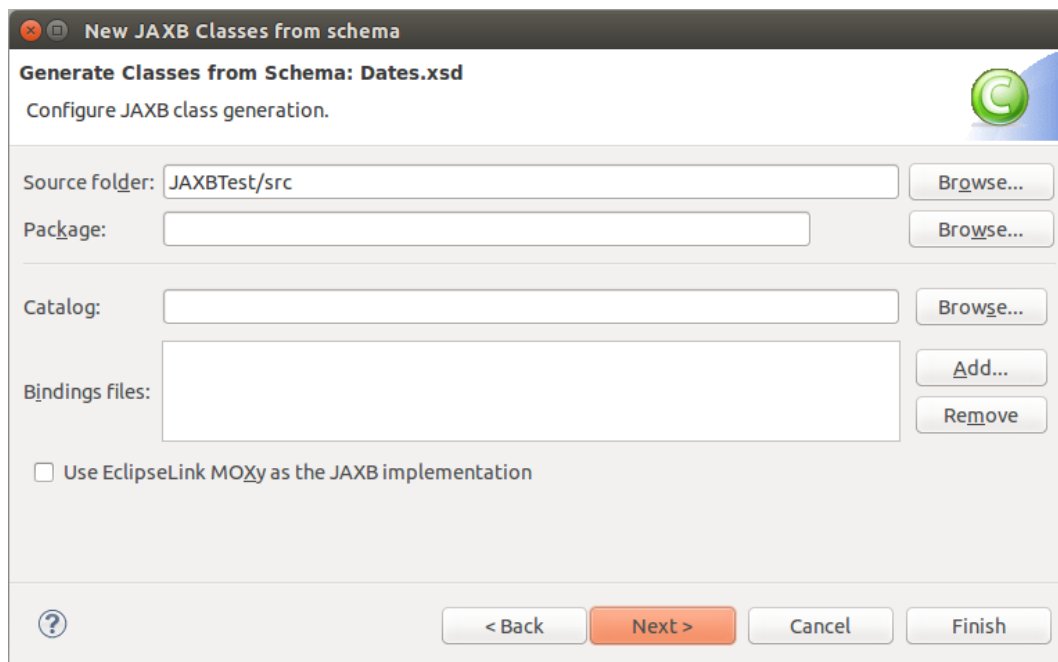 New JAXB Classes from schema
Generate Classes from Schema: Dates.xsd
Configure JAXB class generation.
C
Source folder: JAXBTest/src Browse...
Package: Browse...
Catalog: Browse...
Bindings files: Add...
Remove
Use EclipseLink MOXy as the JAXB implementation
? < Back Next > Cancel Finish